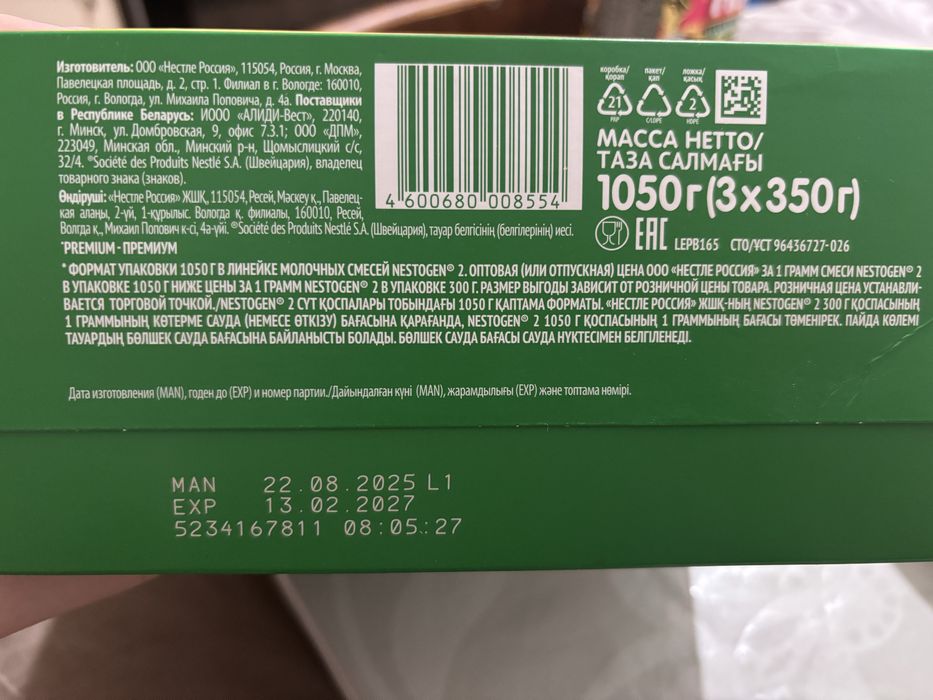 Изготовитель: ООО «Нестле Россия», 115054, Россия, г. Москва,
Павелецкая площадь, д. 2, стр. 1. Филиал в г. Вологде: 160010,
Россия, г. Вологда, ул. Михаила Поповича, д. 4а. Поставщики
в Республике Беларусь: ИООО «АЛИДИ-Вест», 220140,
г. Минск, ул. Домбровская, 9, офис 7.3.1; ООО «ДПМ»,
223049, Минская обл., Минский р-н, Щомыслицкий с/с,
32/4. ®Société des Produits Nestlé S.A. (Швейцария), владелец
товарного знака (знаков).
Өндіруші: «Нестле Россия» ЖШҚ, 115054, Ресей, Мәскеу қ., Павелец-
кая алаңы, 2-үй, 1-құрылыс. Вологда қ. филиалы, 160010, Ресей,
Вологда қ., Михаил Попович к-сі, 4а-үйі. ®Société des Produits Nestlé S.A. (Швейцария), тауар белгісінің (белгілерінің) иесі.
*PREMIUM - ПРЕМИУМ
4 600680 008554
коробка/ қорап
пакет/ қап
ложка/ қасық
21
PAP
C/LDPE
2
HDPE
МАССА НЕТТО/
ТАЗА САЛМАҒЫ
1050г(3х350г)
EAC LEPB165 СТО/ҰСТ 96436727-026
* ФОРМАТ УПАКОВКИ 1050 Г В ЛИНЕЙКЕ МОЛОЧНЫХ СМЕСЕЙ NESTOGEN® 2. ОПТОВАЯ (ИЛИ ОТПУСКНАЯ) ЦЕНА ООО «НЕСТЛЕ РОССИЯ» ЗА 1 ГРАММ СМЕСИ NESTOGEN® 2
В УПАКОВКЕ 1050 Г НИЖЕ ЦЕНЫ ЗА 1 ГРАММ NESTOGEN® 2 В УПАКОВКЕ 300 Г. РАЗМЕР ВЫГОДЫ ЗАВИСИТ ОТ РОЗНИЧНОЙ ЦЕНЫ ТОВАРА. РОЗНИЧНАЯ ЦЕНА УСТАНАВЛИ-
ВАЕТСЯ ТОРГОВОЙ ТОЧКОЙ./NESTOGEN® 2 СҮТ ҚОСПАЛАРЫ ТОБЫНДАҒЫ 1050 Г ҚАПТАМА ФОРМАТЫ. «НЕСТЛЕ РОССИЯ» ЖШҚ-НЫҢ NESTOGEN® 2 300 Г ҚОСПАСЫНЫҢ
1 ГРАММЫНЫҢ КӨТЕРМЕ САУДА (НЕМЕСЕ ӨТКІЗУ) БАҒАСЫНА ҚАРАҒАНДА, NESTOGEN® 2 1050 Г ҚОСПАСЫНЫҢ 1 ГРАММЫНЫҢ БАҒАСЫ ТӨМЕНІРЕК. ПАЙДА КӨЛЕМІ
ТАУАРДЫҢ БӨЛШЕК САУДА БАҒАСЫНА БАЙЛАНЫСТЫ БОЛАДЫ. БӨЛШЕК САУДА БАҒАСЫ САУДА НҮКТЕСІМЕН БЕЛГІЛЕНЕДІ.
Дата изготовления (MAN), годен до (EXP) и номер партии./Дайындалған күні (MAN), жарамдылығы (EXP) және топтама нөмірі.
MAN 22.08.2025 L1
EXP 13.02.2027
5234167811 08:05:27